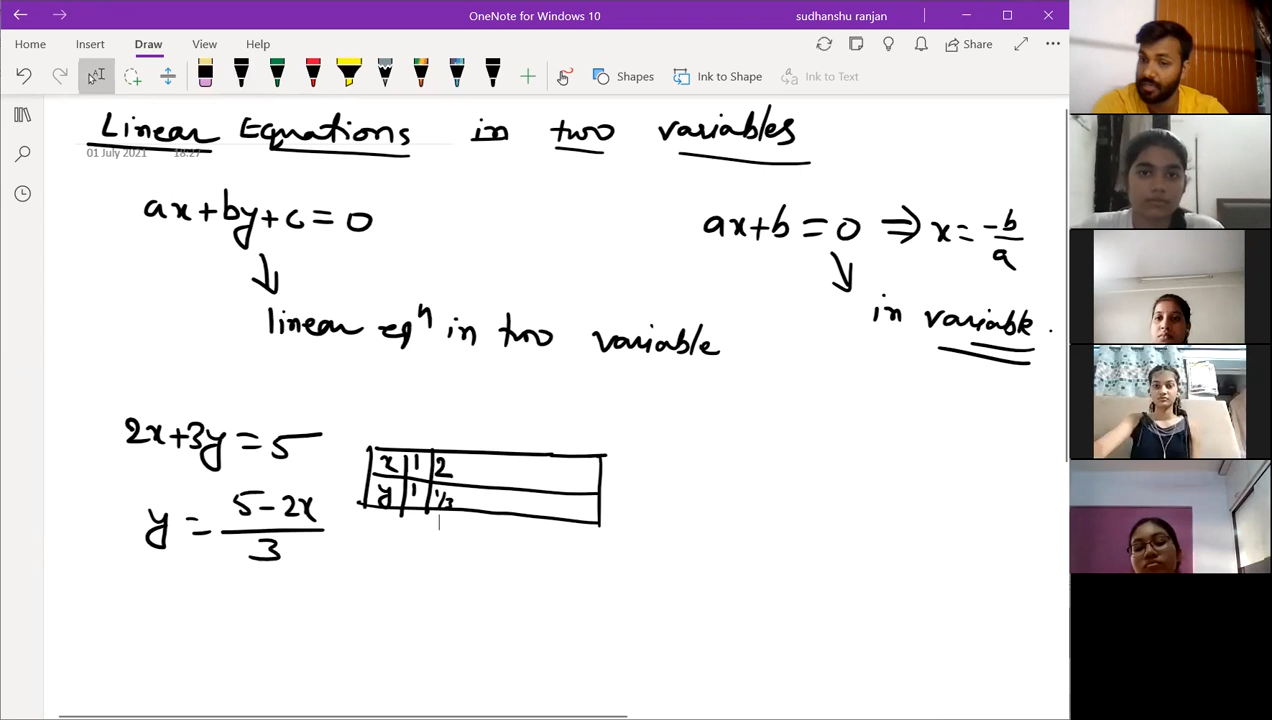 OneNote for Windows 10
sudhanshu ranjan
Home Insert Draw View Help
Share
Shapes
Ink to Shape
Ink to Text
Linear Equations in two variables
01 July 2021 18:27
ax+by+c=0
ax+b=0 ⇒ x=-b/a
linear eqⁿ in two variable
in variable.
2x+3y=5
x 1 2
y 1 1/3
y = 5-2x/3